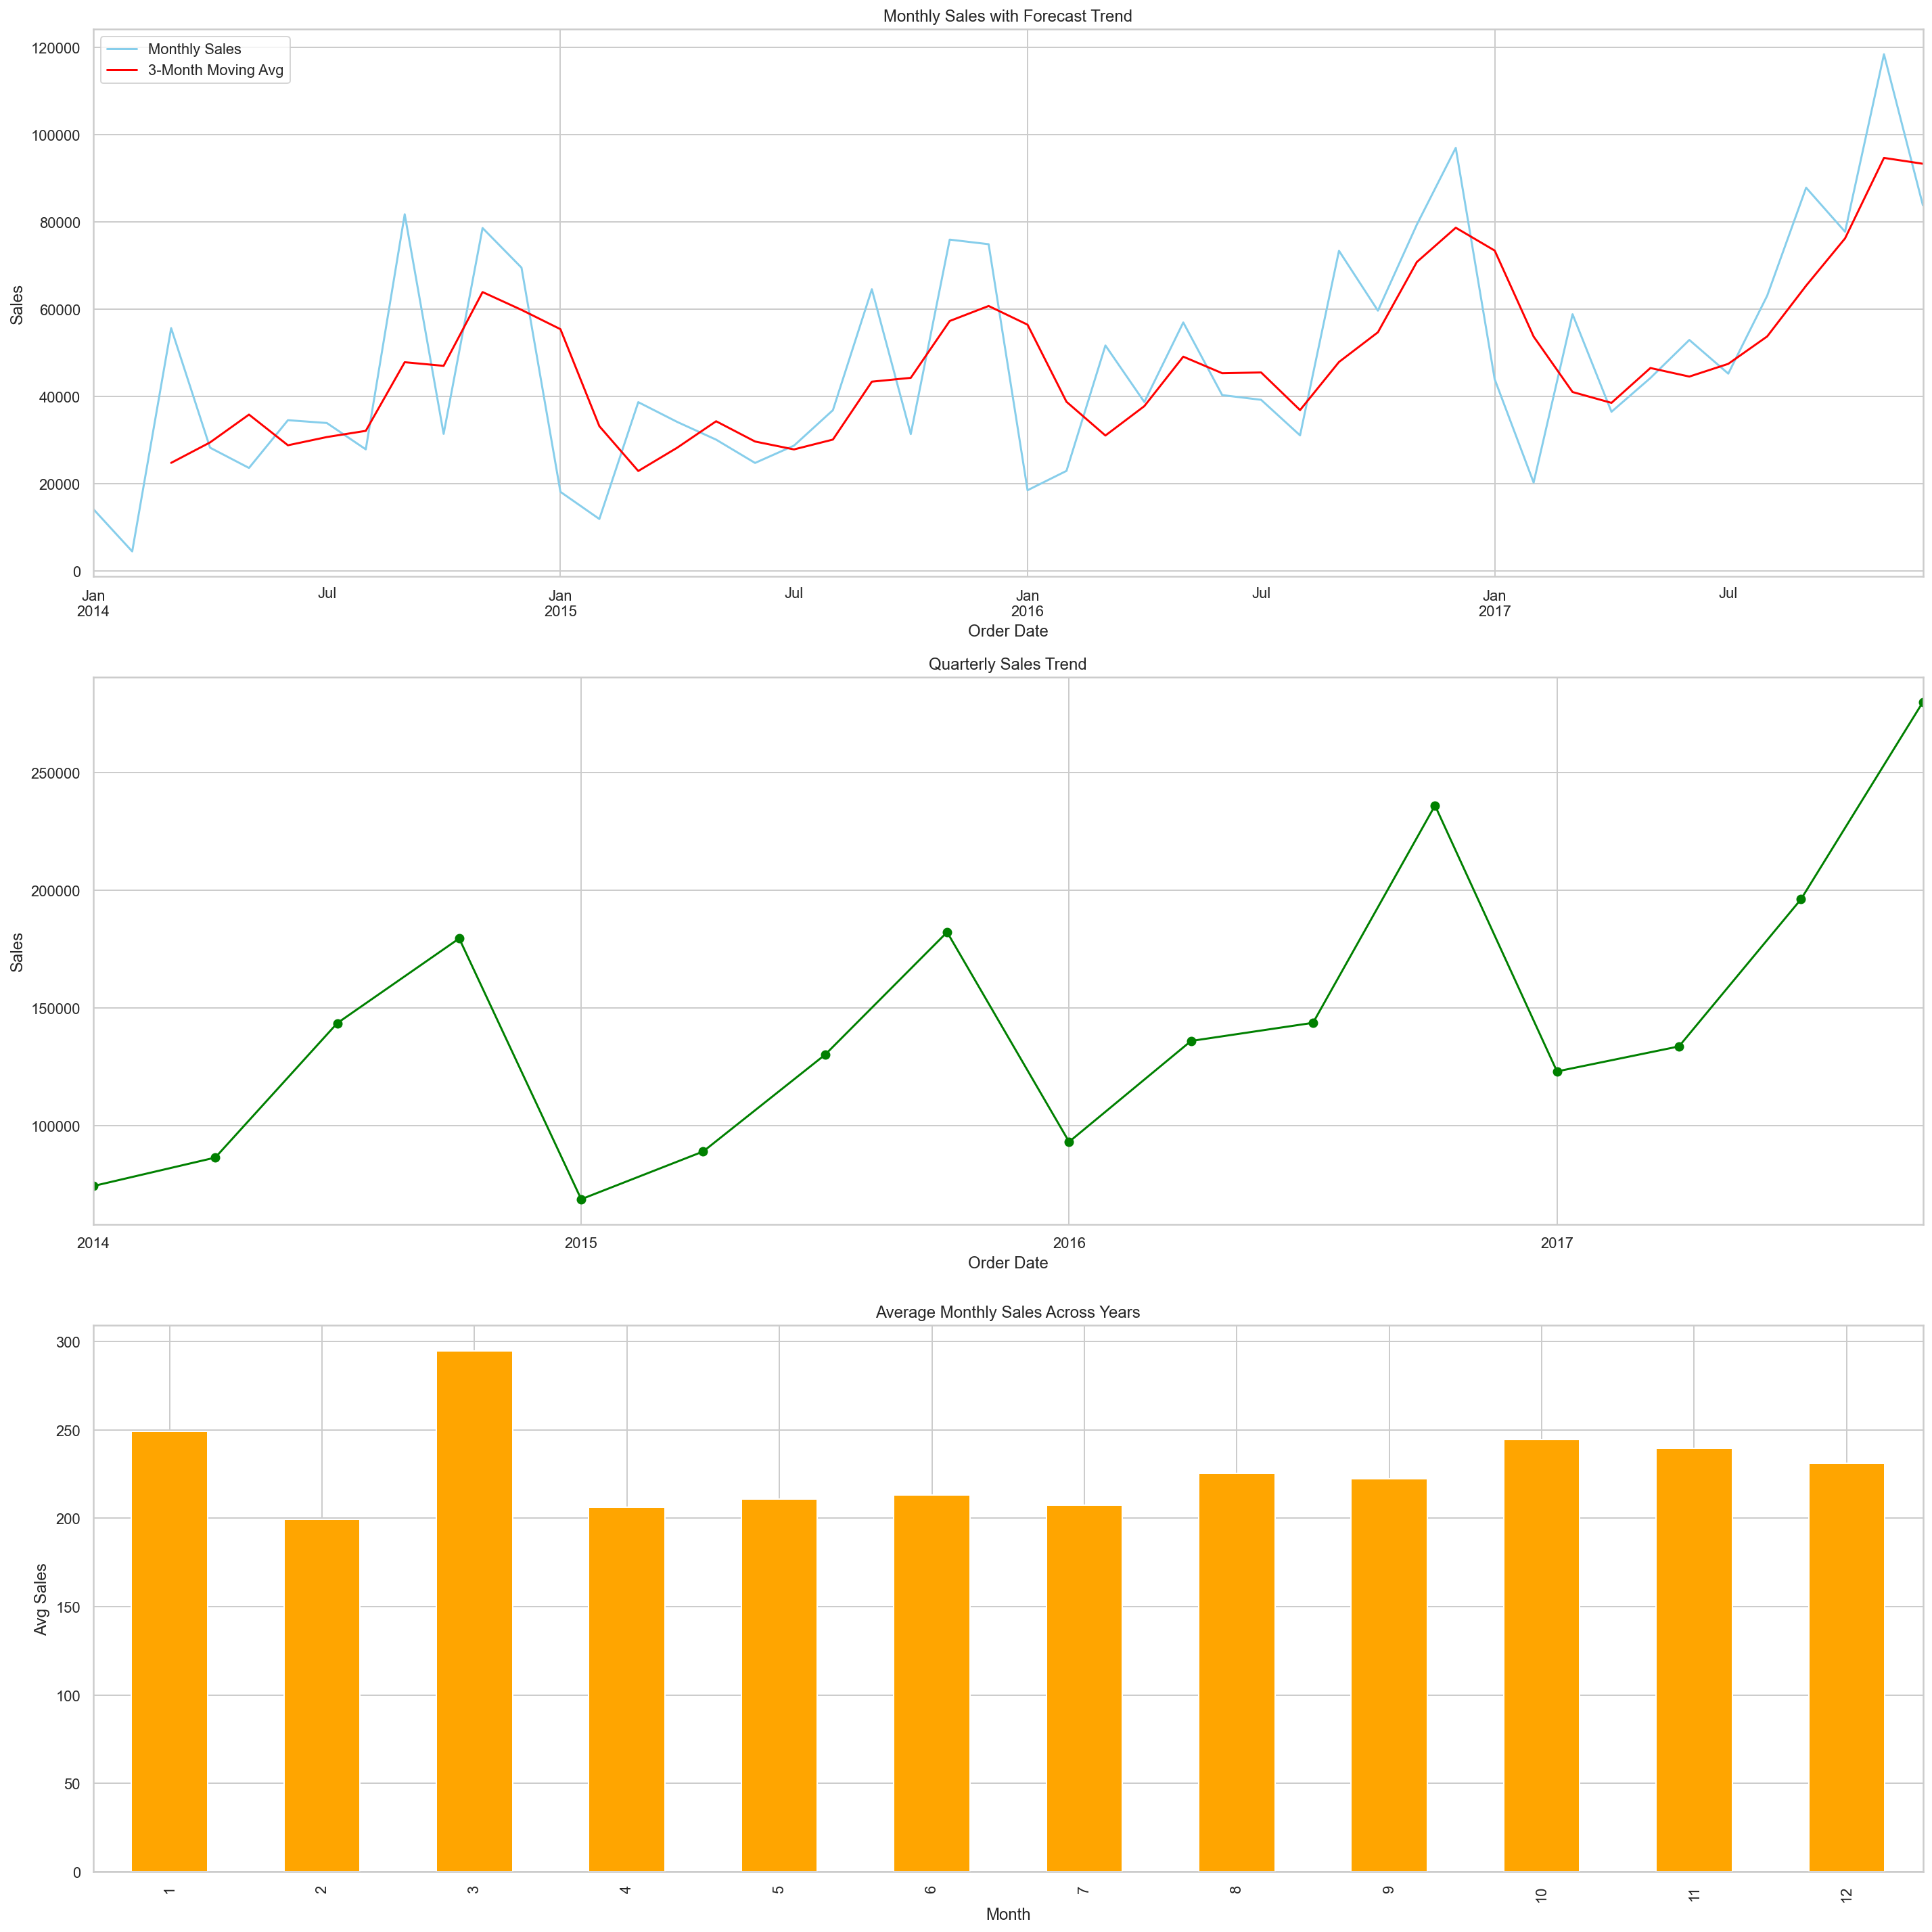 Monthly Sales with Forecast Trend
Monthly Sales
3-Month Moving Avg
Sales
120000
100000
80000
60000
40000
20000
0
Jan Jul Jan Jul Jan Jul Jan Jul
2014 2015 2016 2017
Order Date
Quarterly Sales Trend
Sales
250000
200000
150000
100000
2014 2015 2016 2017
Order Date
Average Monthly Sales Across Years
Avg Sales
300
250
200
150
100
50
0
1 2 3 4 5 6 7 8 9 10 11 12
Month